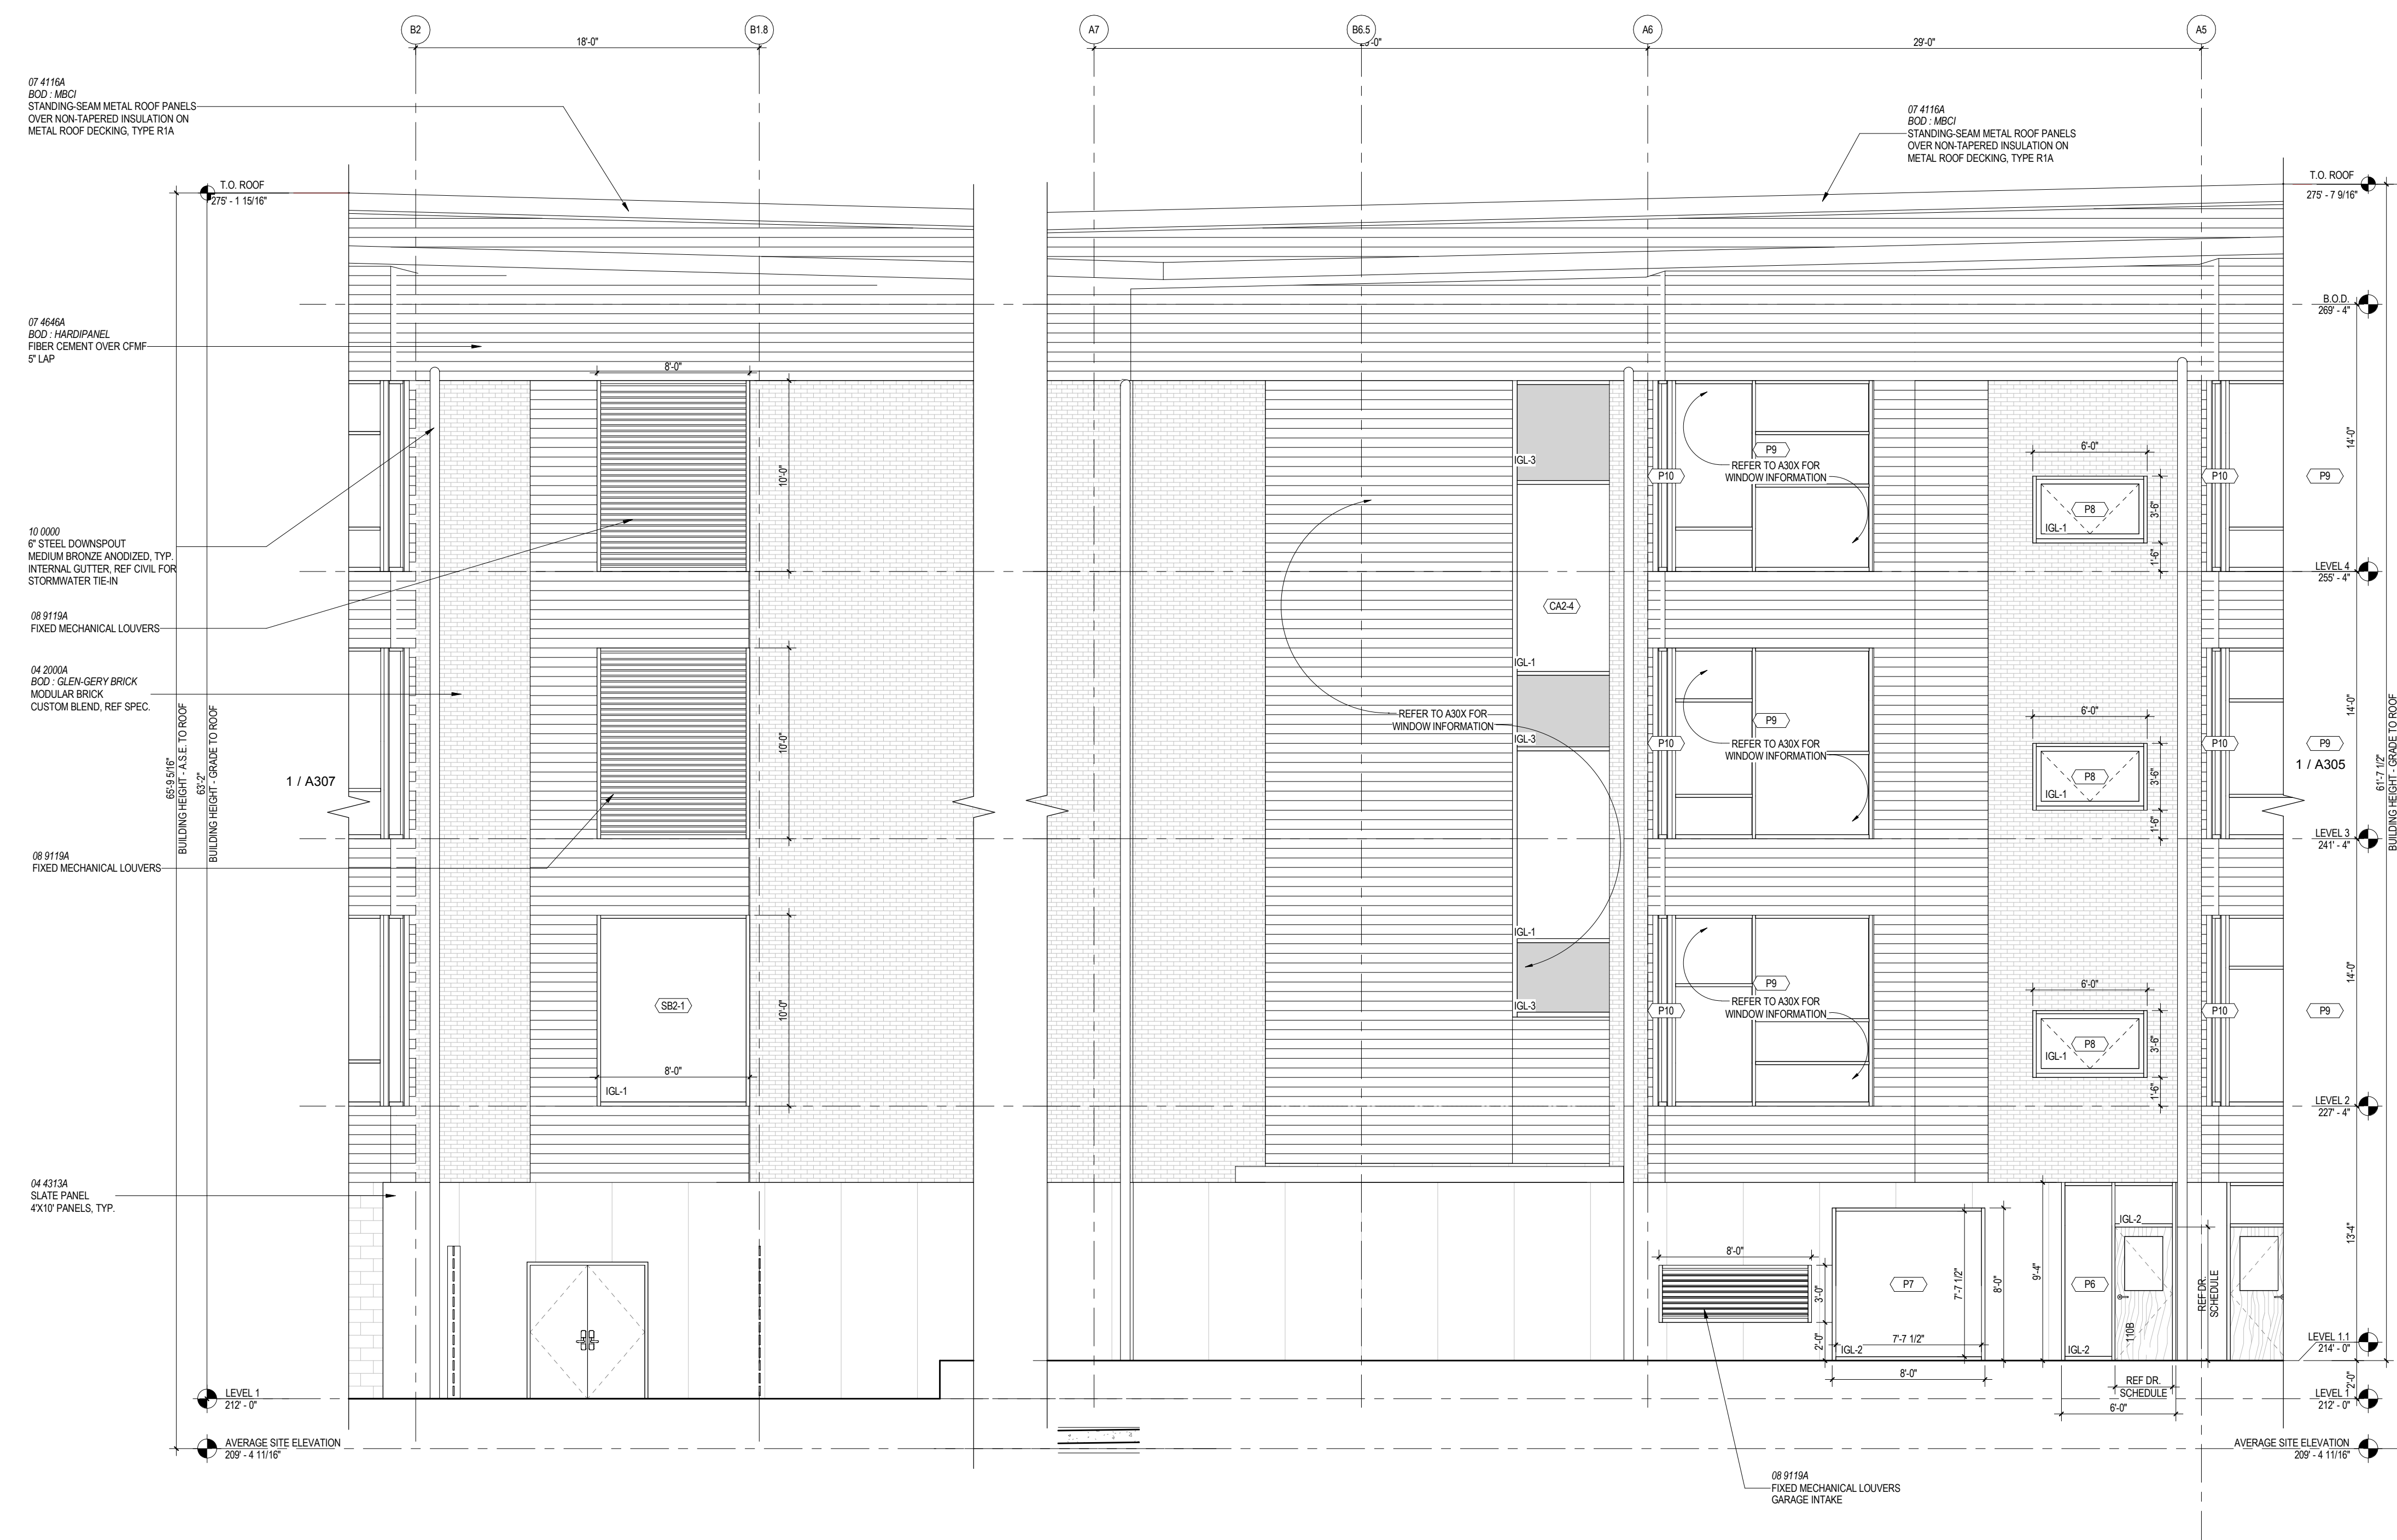 B2
B1.8
A7
B6.5
A6
A5
18'-0"
29'-0"
07 4116A
BOD : MBCI
STANDING-SEAM METAL ROOF PANELS
OVER NON-TAPERED INSULATION ON
METAL ROOF DECKING, TYPE R1A
07 4116A
BOD : MBCI
STANDING-SEAM METAL ROOF PANELS
OVER NON-TAPERED INSULATION ON
METAL ROOF DECKING, TYPE R1A
T.O. ROOF
275' - 1 15/16"
T.O. ROOF
275' - 7 9/16"
B.O.D.
269' - 4"
07 4646A
BOD : HARDIPANEL
FIBER CEMENT OVER CFMF
5" LAP
8'-0"
10'-0"
10 0000
6" STEEL DOWNSPOUT
MEDIUM BRONZE ANODIZED, TYP.
INTERNAL GUTTER, REF CIVIL FOR
STORMWATER TIE-IN
08 9119A
FIXED MECHANICAL LOUVERS
04 2000A
BOD : GLEN-GERY BRICK
MODULAR BRICK
CUSTOM BLEND, REF SPEC.
65'-9 5/16"
BUILDING HEIGHT - A.S.E. TO ROOF
63'-2"
BUILDING HEIGHT - GRADE TO ROOF
1 / A307
10'-0"
08 9119A
FIXED MECHANICAL LOUVERS
SB2-1
10'-0"
8'-0"
IGL-1
04 4313A
SLATE PANEL
4'X10' PANELS, TYP.
LEVEL 1
212' - 0"
AVERAGE SITE ELEVATION
209' - 4 11/16"
IGL-3
CA2-4
IGL-1
REFER TO A30X FOR
WINDOW INFORMATION
IGL-3
IGL-1
IGL-3
P9
REFER TO A30X FOR
WINDOW INFORMATION
P10
6'-0"
P8
IGL-1
3'-6"
1'-6"
P10
P9
14'-0"
LEVEL 4
255' - 4"
P9
REFER TO A30X FOR
WINDOW INFORMATION
P10
6'-0"
P8
IGL-1
3'-6"
1'-6"
P10
P9
14'-0"
1 / A305
61'-7 1/2"
BUILDING HEIGHT - GRADE TO ROOF
LEVEL 3
241' - 4"
P9
REFER TO A30X FOR
WINDOW INFORMATION
P10
6'-0"
P8
IGL-1
3'-6"
1'-6"
P10
P9
14'-0"
LEVEL 2
227' - 4"
8'-0"
3'-0"
2'-0"
P7
7'-7 1/2"
8'-0"
7'-7 1/2"
IGL-2
8'-0"
9'-4"
P6
IGL-2
IGL-2
110B
REF DR.
SCHEDULE
13'-4"
REF DR.
SCHEDULE
6'-0"
LEVEL 1.1
214' - 0"
2'-0"
LEVEL 1
212' - 0"
AVERAGE SITE ELEVATION
209' - 4 11/16"
08 9119A
FIXED MECHANICAL LOUVERS
GARAGE INTAKE